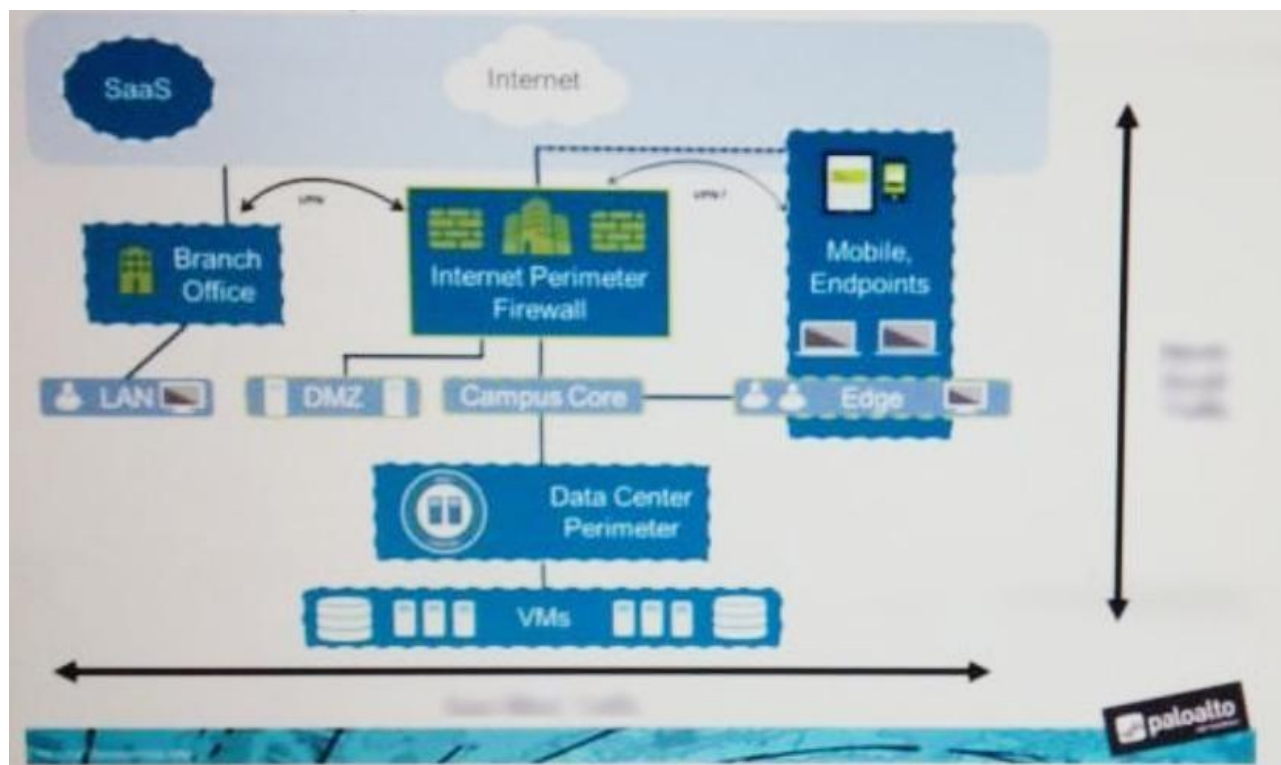 SaaS
Internet
VPN
Branch
Office
Internet Perimeter
Firewall
Mobile,
Endpoints
LAN
DMZ
Campus Core
Edge
Data Center
Perimeter
VMs
paloalto